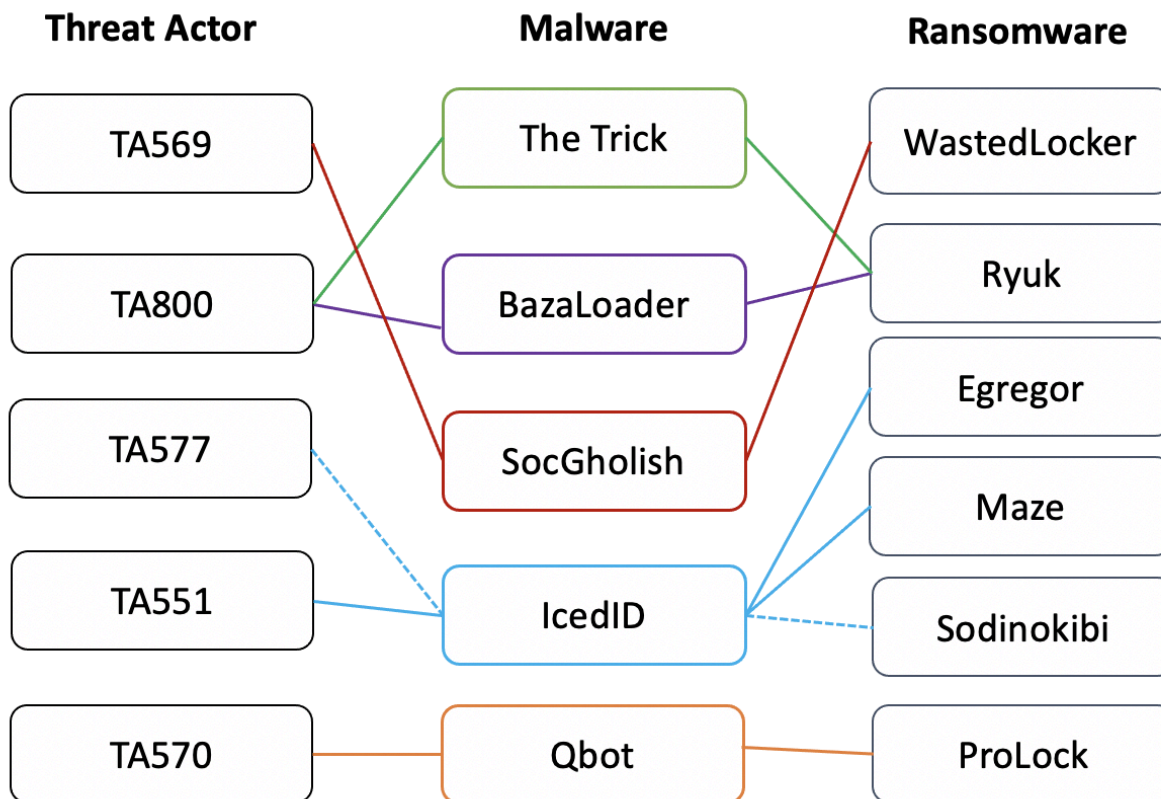 Threat Actor Malware Ransomware
TA569 The Trick WastedLocker
TA800 BazaLoader Ryuk
TA577 SocGholish Egregor
Maze
TA551 IcedID Sodinokibi
TA570 Qbot ProLock